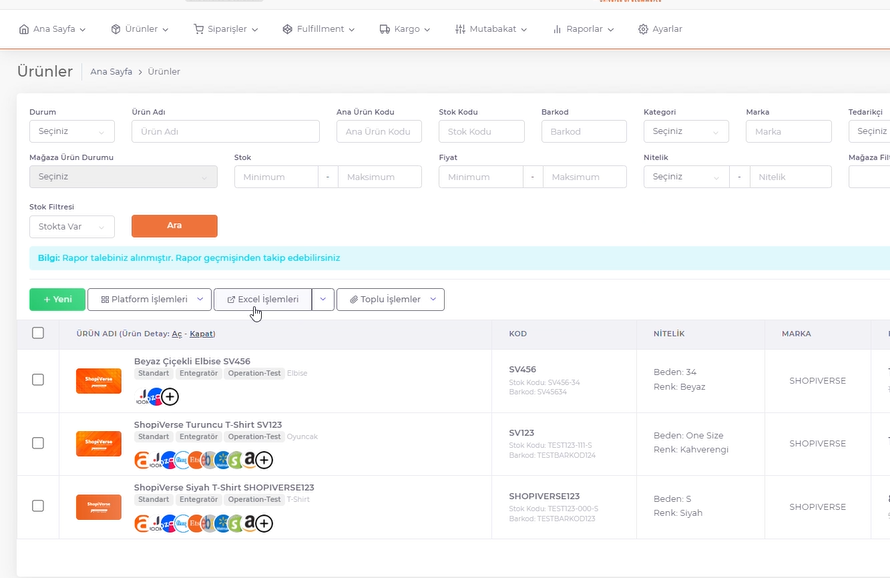 Ana Sayfa Ürünler Siparişler Fulfillment Kargo Mutabakat Raporlar Ayarlar
Ürünler Ana Sayfa > Ürünler
Durum Ürün Adı Ana Ürün Kodu Stok Kodu Barkod Kategori Marka Tedarikçi
Seçiniz Ürün Adı Ana Ürün Kodu Stok Kodu Barkod Seçiniz Marka Seçiniz
Mağaza Ürün Durumu Stok Fiyat Nitelik
Seçiniz Minimum - Maksimum Minimum - Maksimum Seçiniz - Nitelik
Stok Filtresi
Stokta Var Ara
Bilgi: Rapor talebiniz alınmıştır. Rapor geçmişinden takip edebilirsiniz
+ Yeni Platform İşlemleri Excel İşlemleri Toplu İşlemler
ÜRÜN ADI (Ürün Detay: Aç - Kapat) KOD NİTELİK MARKA
Beyaz Çiçekli Elbise SV456
Standart Entegratör Operation-Test Elbise
SV456
Stok Kodu: SV456-34
Barkod: SV45634
Beden: 34
Renk: Beyaz
SHOPIVERSE
ShopiVerse Turuncu T-Shirt SV123
Standart Entegratör Operation-Test Oyuncak
SV123
Stok Kodu: TEST123-111-S
Barkod: TESTBARKOD124
Beden: One Size
Renk: Kahverengi
SHOPIVERSE
ShopiVerse Siyah T-Shirt SHOPIVERSE123
Standart Entegratör Operation-Test T-Shirt
SHOPIVERSE123
Stok Kodu: TEST123-000-S
Barkod: TESTBARKOD123
Beden: S
Renk: Siyah
SHOPIVERSE